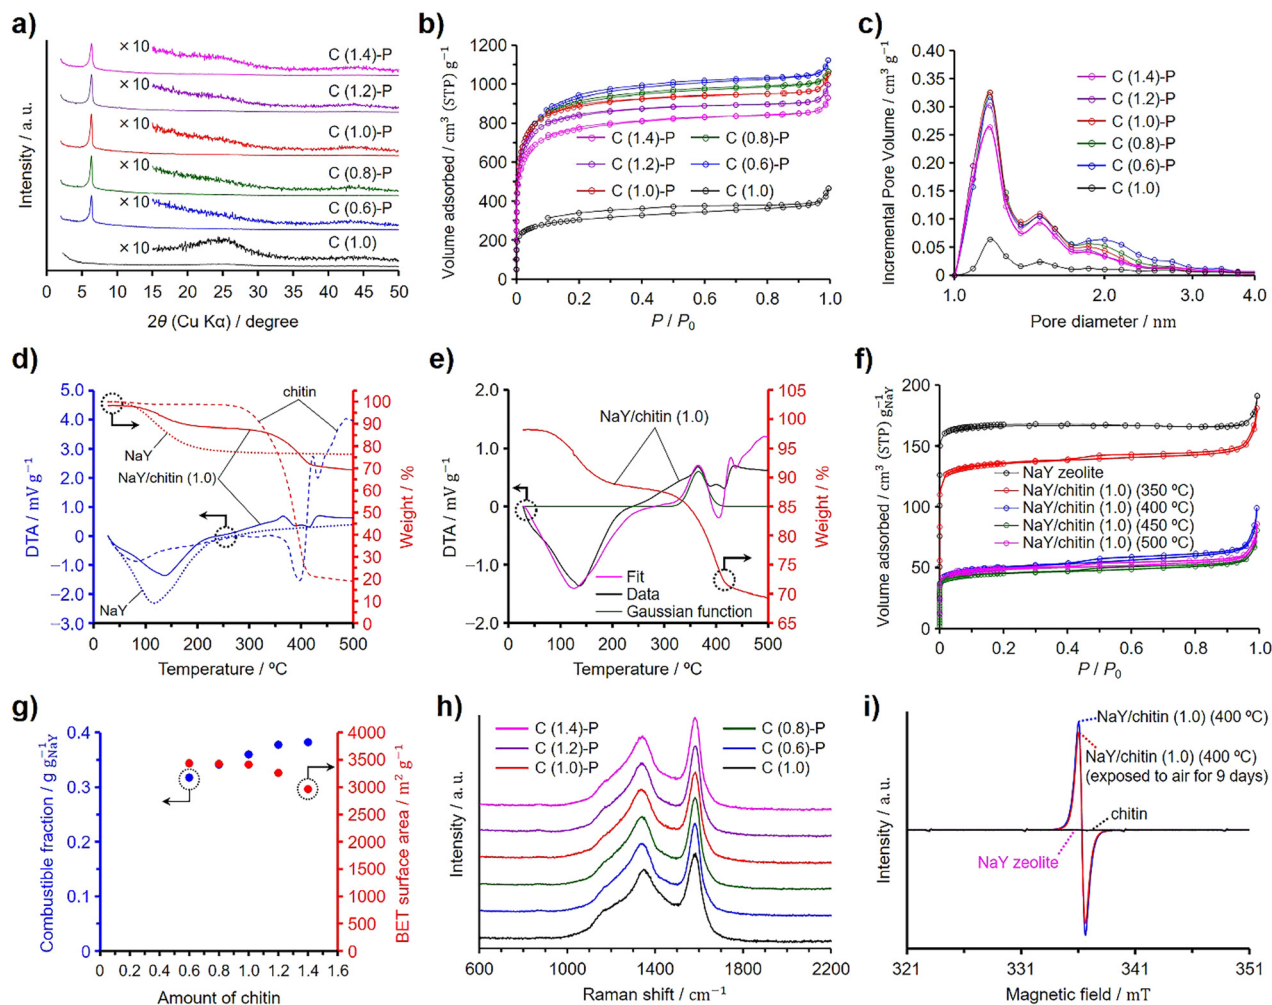 a)
Intensity / a.u.
× 10
C (1.4)-P
× 10
C (1.2)-P
× 10
C (1.0)-P
× 10
C (0.8)-P
× 10
C (0.6)-P
× 10
C (1.0)
0 5 10 15 20 25 30 35 40 45 50
2θ (Cu Kα) / degree
b)
Volume adsorbed / cm³ (STP) g⁻¹
1200
1000
800
600
400
200
0
C (1.4)-P
C (0.8)-P
C (1.2)-P
C (0.6)-P
C (1.0)-P
C (1.0)
0 0.2 0.4 0.6 0.8 1.0
P / P₀
c)
Incremental Pore Volume / cm³ g⁻¹
0.40
0.35
0.30
0.25
0.20
0.15
0.10
0.05
0
C (1.4)-P
C (1.2)-P
C (1.0)-P
C (0.8)-P
C (0.6)-P
C (1.0)
1.0 2.0 3.0 4.0
Pore diameter / nm
d)
DTA / mV g⁻¹
5.0
4.0
3.0
2.0
1.0
0
−1.0
−2.0
−3.0
chitin
NaY
NaY/chitin (1.0)
NaY
100
90
80
70
60
50
40
30
20
10
0
Weight / %
0 100 200 300 400 500
Temperature / ºC
e)
DTA / mV g⁻¹
2.0
1.0
0
−1.0
−2.0
NaY/chitin (1.0)
Fit
Data
Gaussian function
105
100
95
90
85
80
75
70
65
Weight / %
0 100 200 300 400 500
Temperature / ºC
f)
Volume adsorbed / cm³ (STP) g⁻¹NaY
200
150
100
50
0
NaY zeolite
NaY/chitin (1.0) (350 ºC)
NaY/chitin (1.0) (400 ºC)
NaY/chitin (1.0) (450 ºC)
NaY/chitin (1.0) (500 ºC)
0 0.2 0.4 0.6 0.8 1.0
P / P₀
g)
Combustible fraction / g g⁻¹NaY
0.4
0.3
0.2
0.1
0
4000
3500
3000
2500
2000
1500
1000
500
0
BET surface area / m² g⁻¹
0 0.2 0.4 0.6 0.8 1.0 1.2 1.4 1.6
Amount of chitin
h)
Intensity / a.u.
C (1.4)-P
C (0.8)-P
C (1.2)-P
C (0.6)-P
C (1.0)-P
C (1.0)
600 1000 1400 1800 2200
Raman shift / cm⁻¹
i)
Intensity / a.u.
NaY/chitin (1.0) (400 ºC)
NaY/chitin (1.0) (400 ºC)
(exposed to air for 9 days)
chitin
NaY zeolite
321 331 341 351
Magnetic field / mT